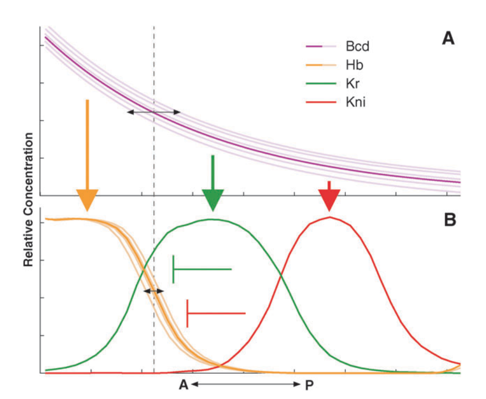 A
Bcd
Hb
Kr
Kni
Relative Concentration
B
A P